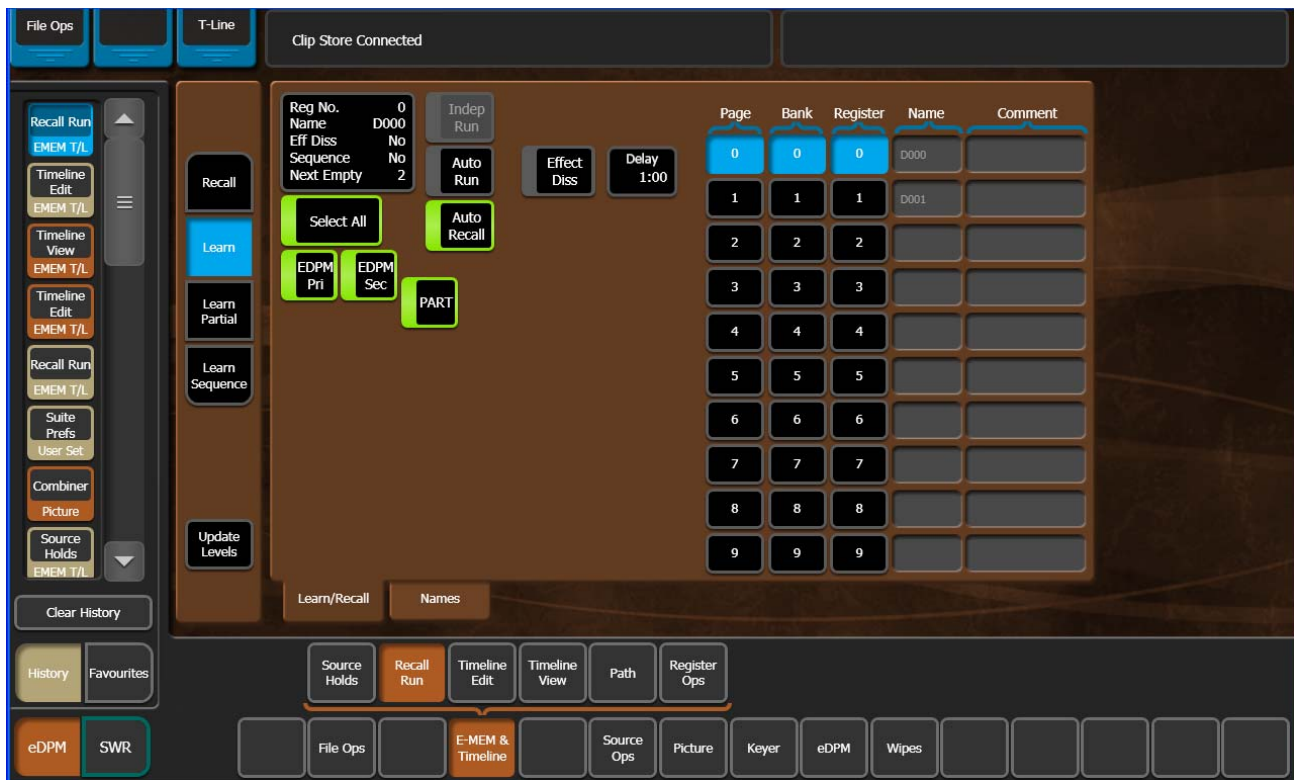 File Ops
T-Line
Clip Store Connected
Recall Run
EMEM T/L
Timeline
Edit
EMEM T/L
Timeline
View
EMEM T/L
Timeline
Edit
EMEM T/L
Recall Run
EMEM T/L
Suite
Prefs
User Set
Combiner
Picture
Source
Holds
EMEM T/L
Clear History
History
Favourites
eDPM
SWR
Recall
Learn
Learn
Partial
Learn
Sequence
Update
Levels
Reg No. 0
Name D000
Eff Diss No
Sequence No
Next Empty 2
Indep
Run
Auto
Run
Auto
Recall
Effect
Diss
Delay
1:00
Select All
EDPM
Pri
EDPM
Sec
PART
Page Bank Register Name Comment
0 0 0 D000
1 1 1 D001
2 2 2
3 3 3
4 4 4
5 5 5
6 6 6
7 7 7
8 8 8
9 9 9
Learn/Recall
Names
Source
Holds
Recall
Run
Timeline
Edit
Timeline
View
Path
Register
Ops
File Ops
E-MEM &
Timeline
Source
Ops
Picture
Keyer
eDPM
Wipes